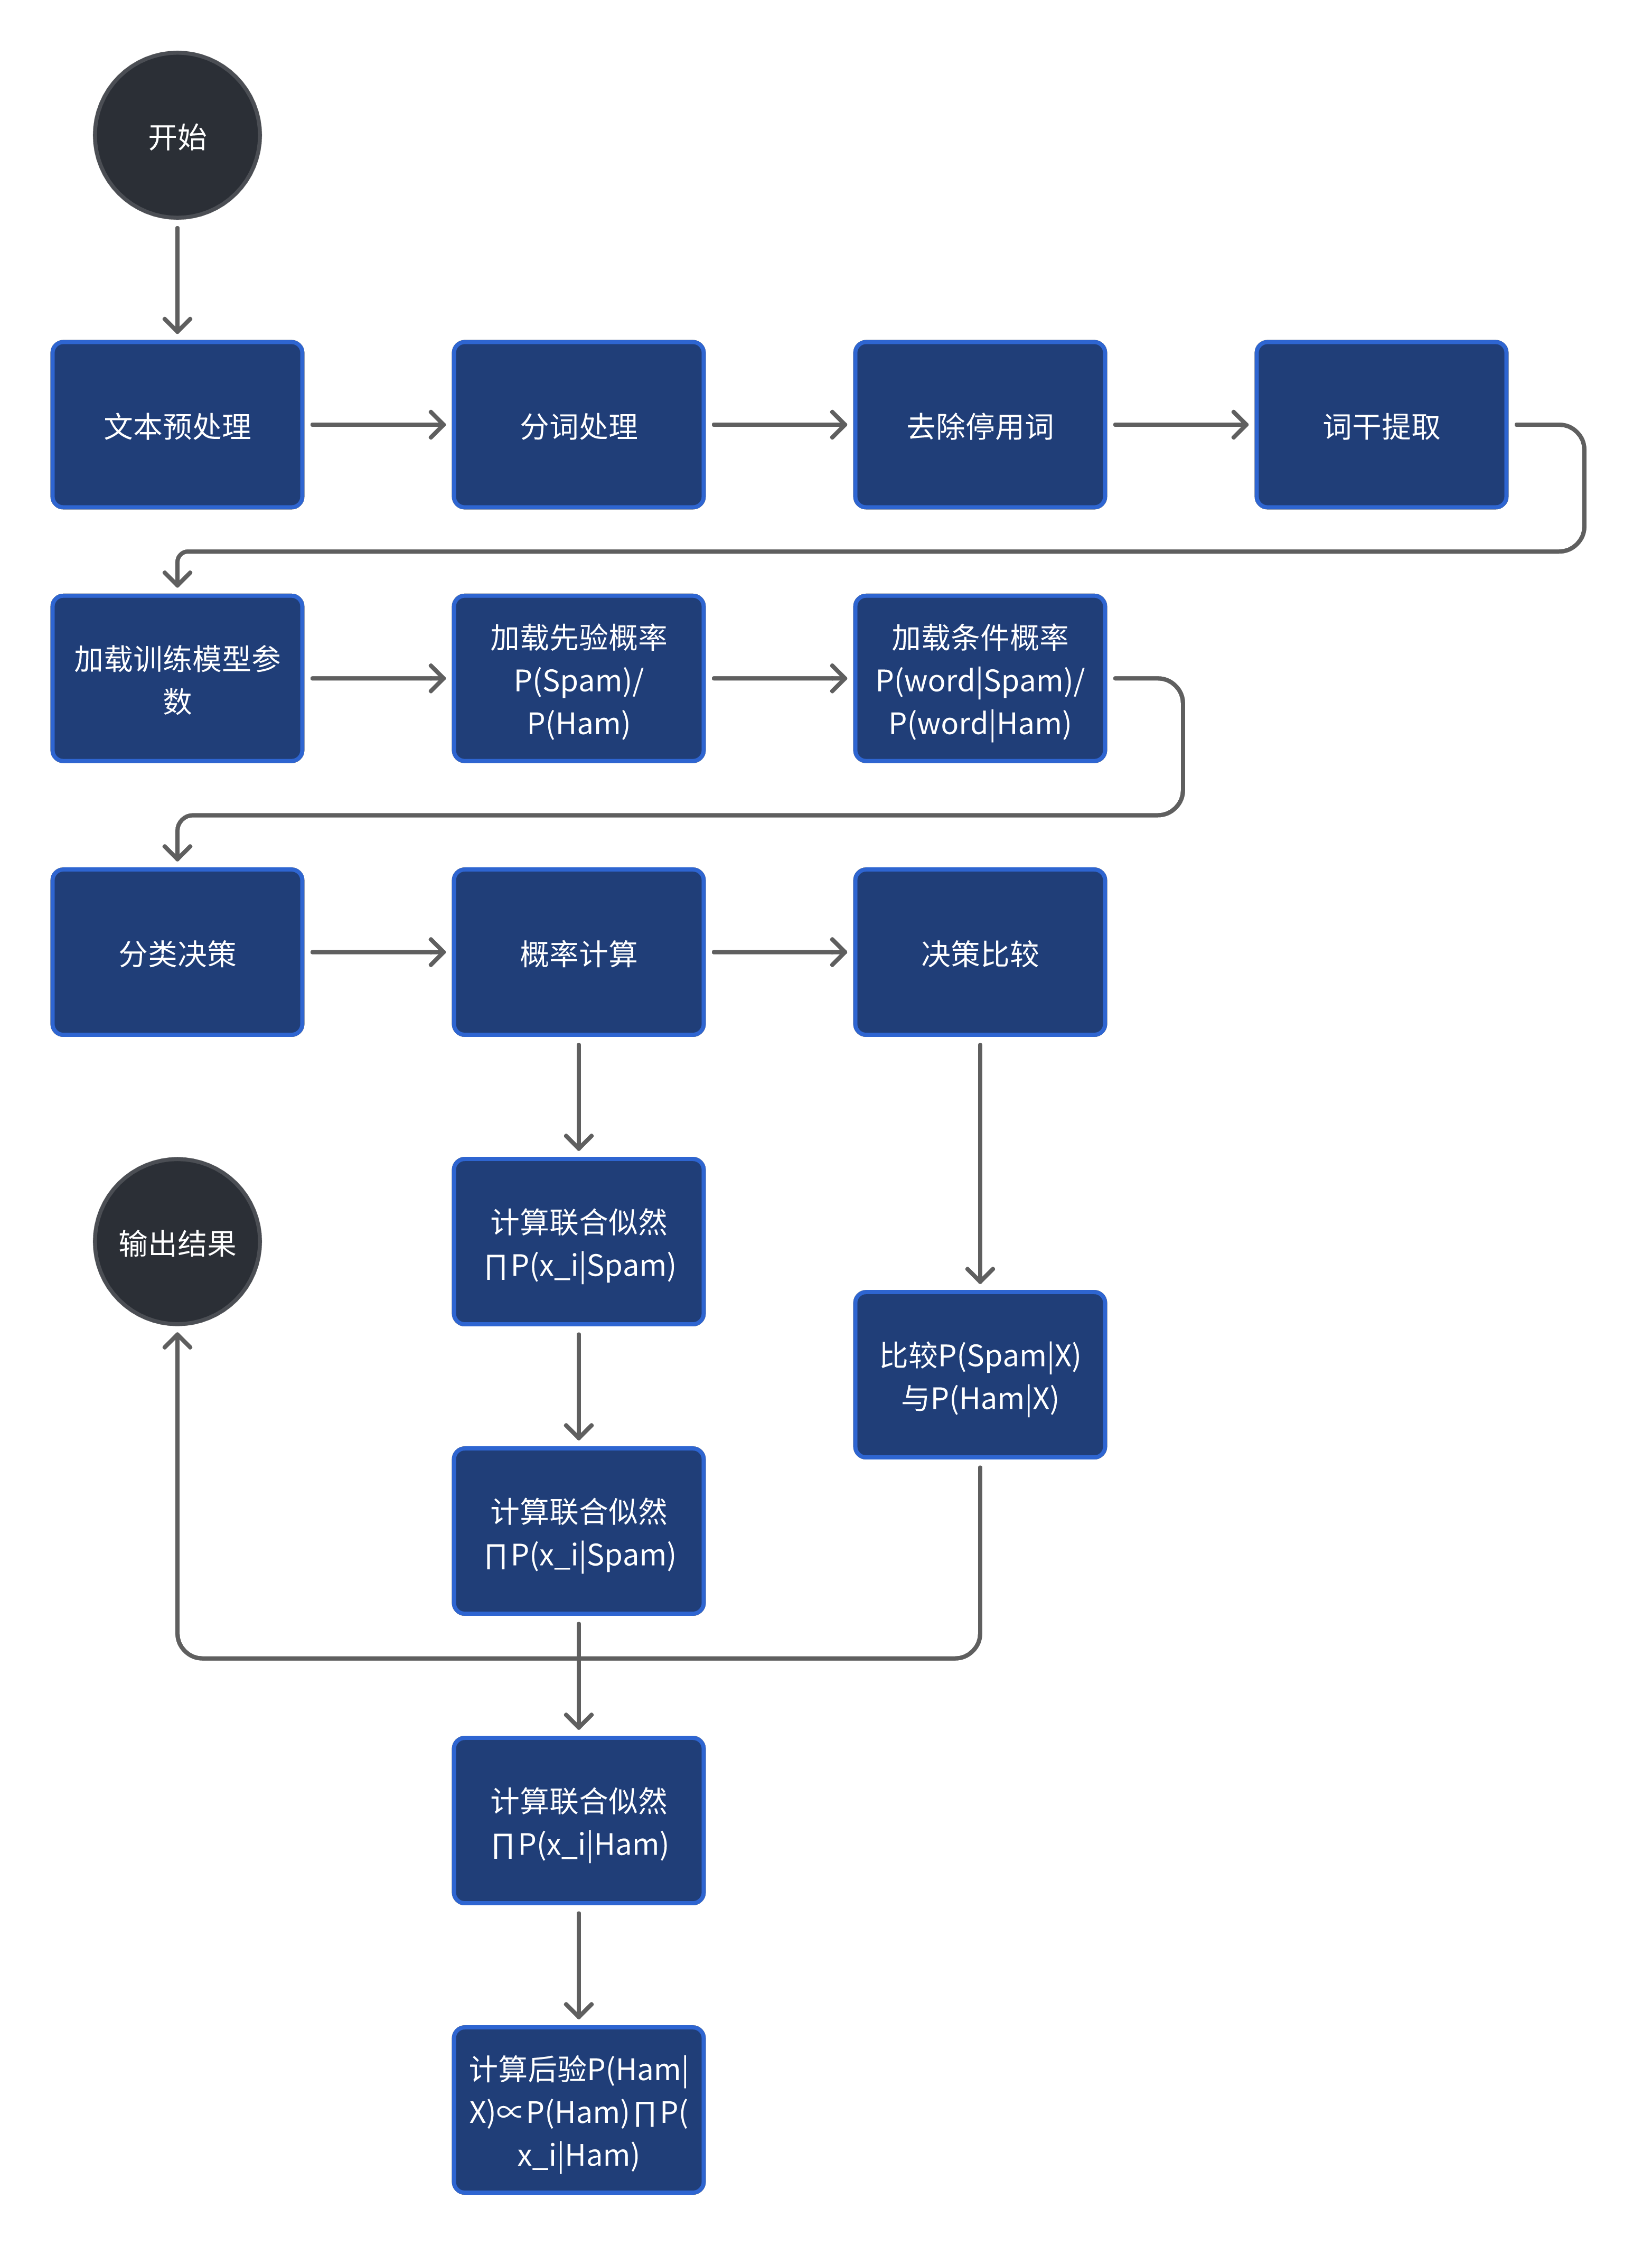 开始
文本预处理
分词处理
去除停用词
词干提取
加载训练模型参
数
加载先验概率
P(Spam)/
P(Ham)
加载条件概率
P(word|Spam)/
P(word|Ham)
分类决策
概率计算
决策比较
输出结果
计算联合似然
∏P(x_i|Spam)
比较P(Spam|X)
与P(Ham|X)
计算联合似然
∏P(x_i|Spam)
计算联合似然
∏P(x_i|Ham)
计算后验P(Ham|
X)∝P(Ham)∏P(
x_i|Ham)